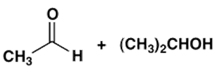 O
CH₃ H + (CH₃)₂CHOH